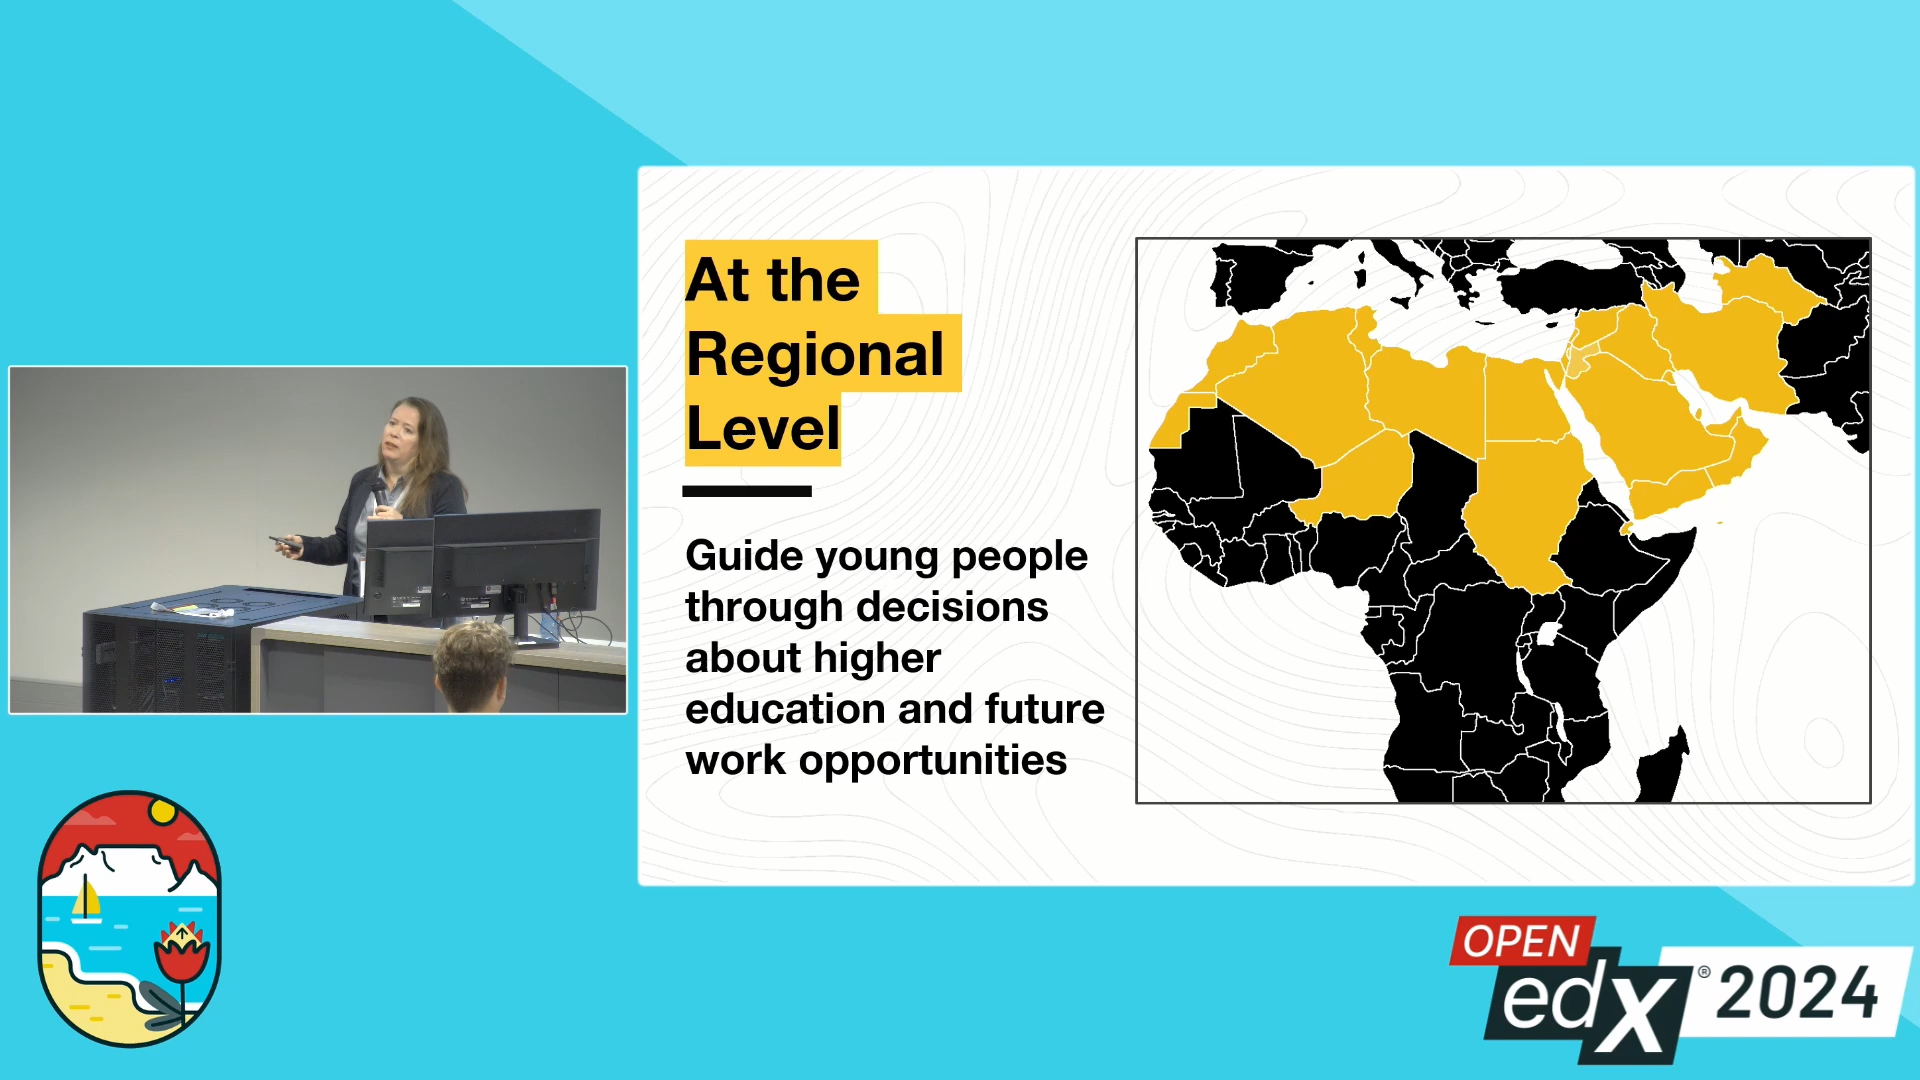 At the
Regional
Level
Guide young people
through decisions
about higher
education and future
work opportunities
OPEN
edX ® 2024